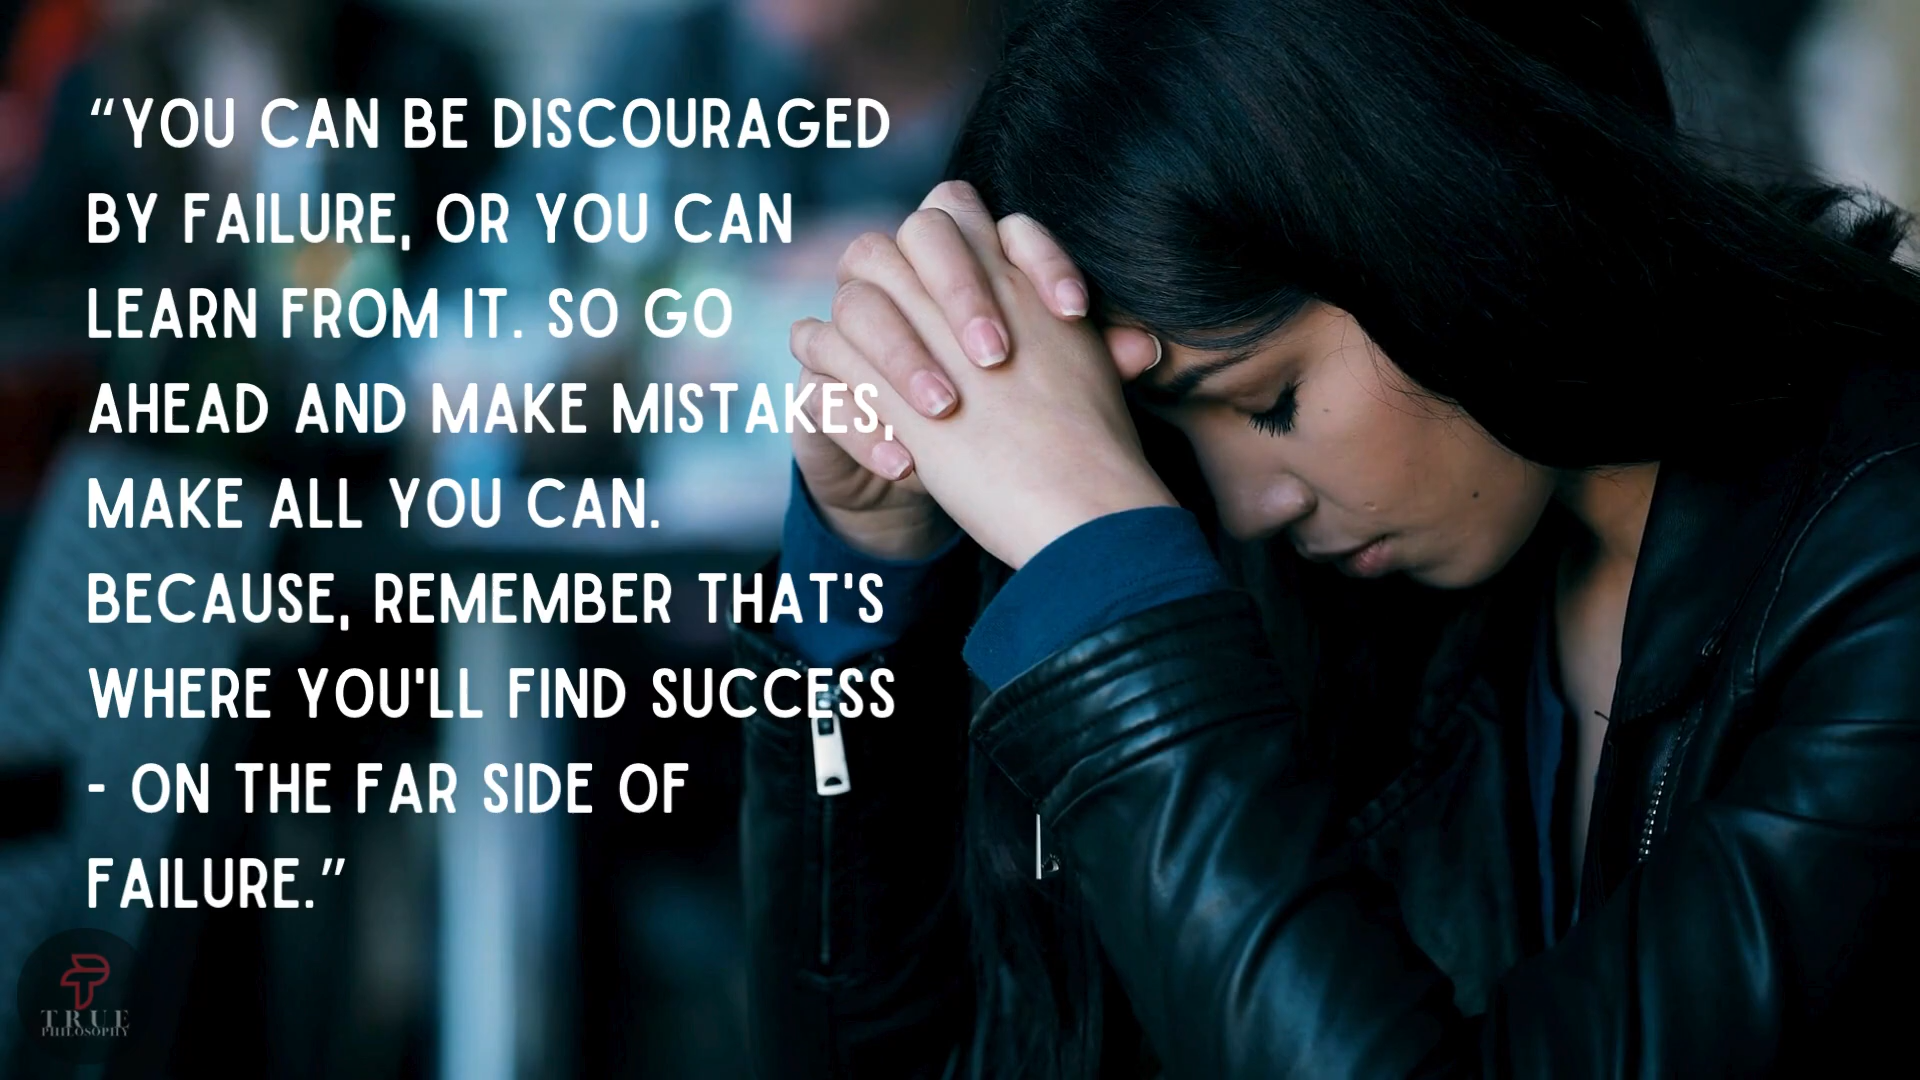 “YOU CAN BE DISCOURAGED
BY FAILURE, OR YOU CAN
LEARN FROM IT. SO GO
AHEAD AND MAKE MISTAKES,
MAKE ALL YOU CAN.
BECAUSE, REMEMBER THAT'S
WHERE YOU'LL FIND SUCCESS
- ON THE FAR SIDE OF
FAILURE.”
TRUE
PHILOSOPHY